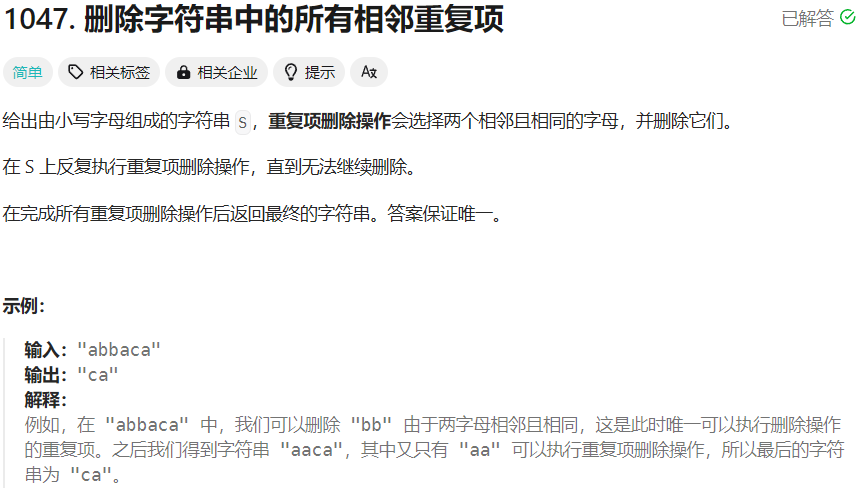 1047. 删除字符串中的所有相邻重复项
已解答
简单 相关标签 相关企业 提示 Az
给出由小写字母组成的字符串 S，重复项删除操作会选择两个相邻且相同的字母，并删除它们。
在 S 上反复执行重复项删除操作，直到无法继续删除。
在完成所有重复项删除操作后返回最终的字符串。答案保证唯一。
示例：
输入："abbaca"
输出："ca"
解释：
例如，在 "abbaca" 中，我们可以删除 "bb" 由于两字母相邻且相同，这是此时唯一可以执行删除操作
的重复项。之后我们得到字符串 "aaca"，其中又只有 "aa" 可以执行重复项删除操作，所以最后的字符
串为 "ca"。